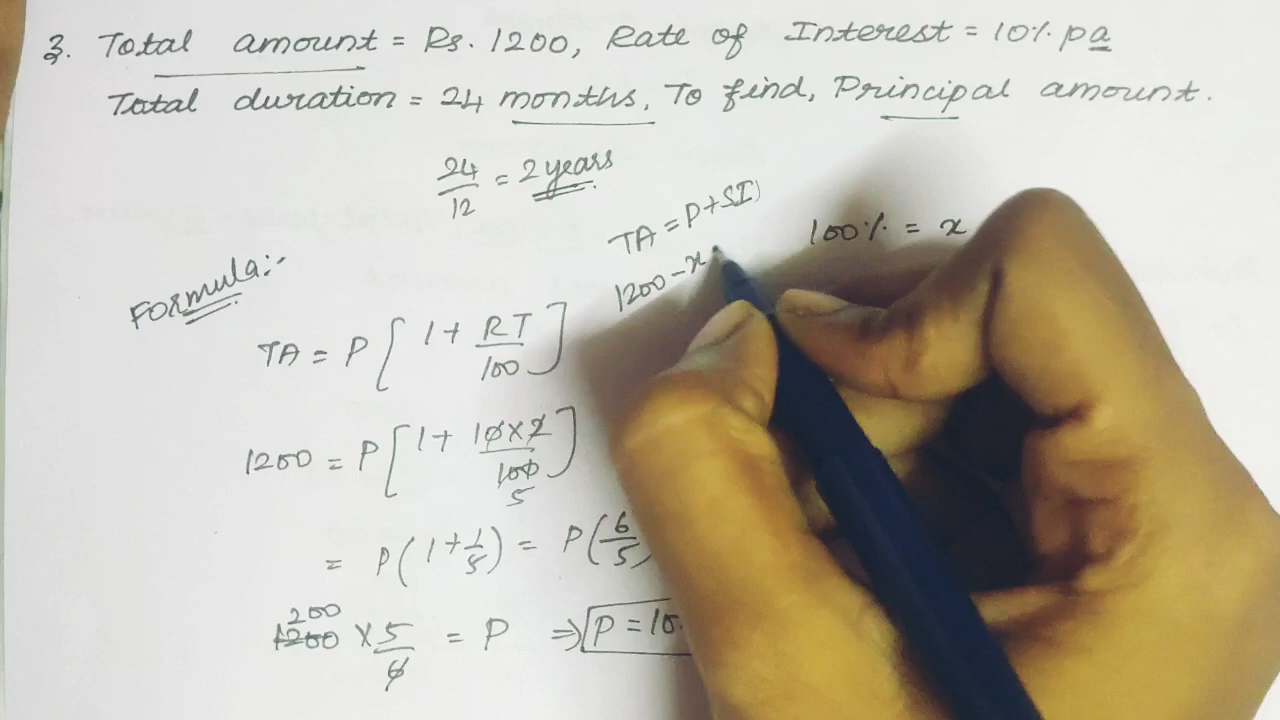 3. Total amount = Rs. 1200, Rate of Interest = 10% pa
Total duration = 24 months. To find, Principal amount.
24/12 = 2 years
TA = P+SI)
1200-x
100% = x
Formula:-
TA = P[1+ RT/100]
1200 = P[1+ 10x2/100]
5
= P(1+1/5) = P(6/5)
200
1200 x 5/6 = P ⇒ P = 10